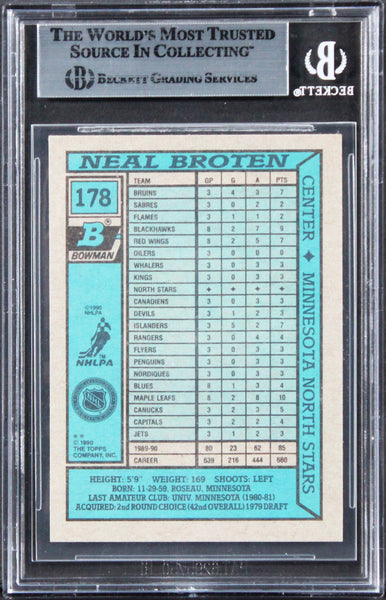 THE WORLD'S MOST TRUSTED
SOURCE IN COLLECTING™
BECKETT GRADING SERVICES
B
BECKETT
NEAL BROTEN
178
B
BOWMAN
©1990
NHLPA
™
NHLPA
NHL
** 
©1990
THE TOPPS
COMPANY, INC.
TEAM GP G A PTS
BRUINS 3 4 3 7
SABRES 3 0 2 2
FLAMES 3 1 1 2
BLACKHAWKS 8 2 7 9
RED WINGS 8 2 5 7
OILERS 3 0 0 0
WHALERS 3 0 3 3
KINGS 3 0 3 3
NORTH STARS ✦ ✦ ✦ ✦
CANADIENS 3 0 3 3
DEVILS 3 1 2 3
ISLANDERS 3 5 2 7
RANGERS 3 0 4 4
FLYERS 3 0 3 3
PENGUINS 3 0 3 3
NORDIQUES 3 0 2 2
BLUES 8 1 3 4
MAPLE LEAFS 8 2 8 10
CANUCKS 3 2 3 5
CAPITALS 3 2 2 4
JETS 3 1 2 3
1989-90 80 23 62 85
CAREER 639 216 444 660
HEIGHT: 5'9" WEIGHT: 169 SHOOTS: LEFT
BORN: 11-29-59, ROSEAU, MINNESOTA
LAST AMATEUR CLUB: UNIV. MINNESOTA (1980-81)
ACQUIRED: 2nd ROUND CHOICE (42nd OVERALL) 1979 DRAFT
CENTER ✦ MINNESOTA NORTH STARS